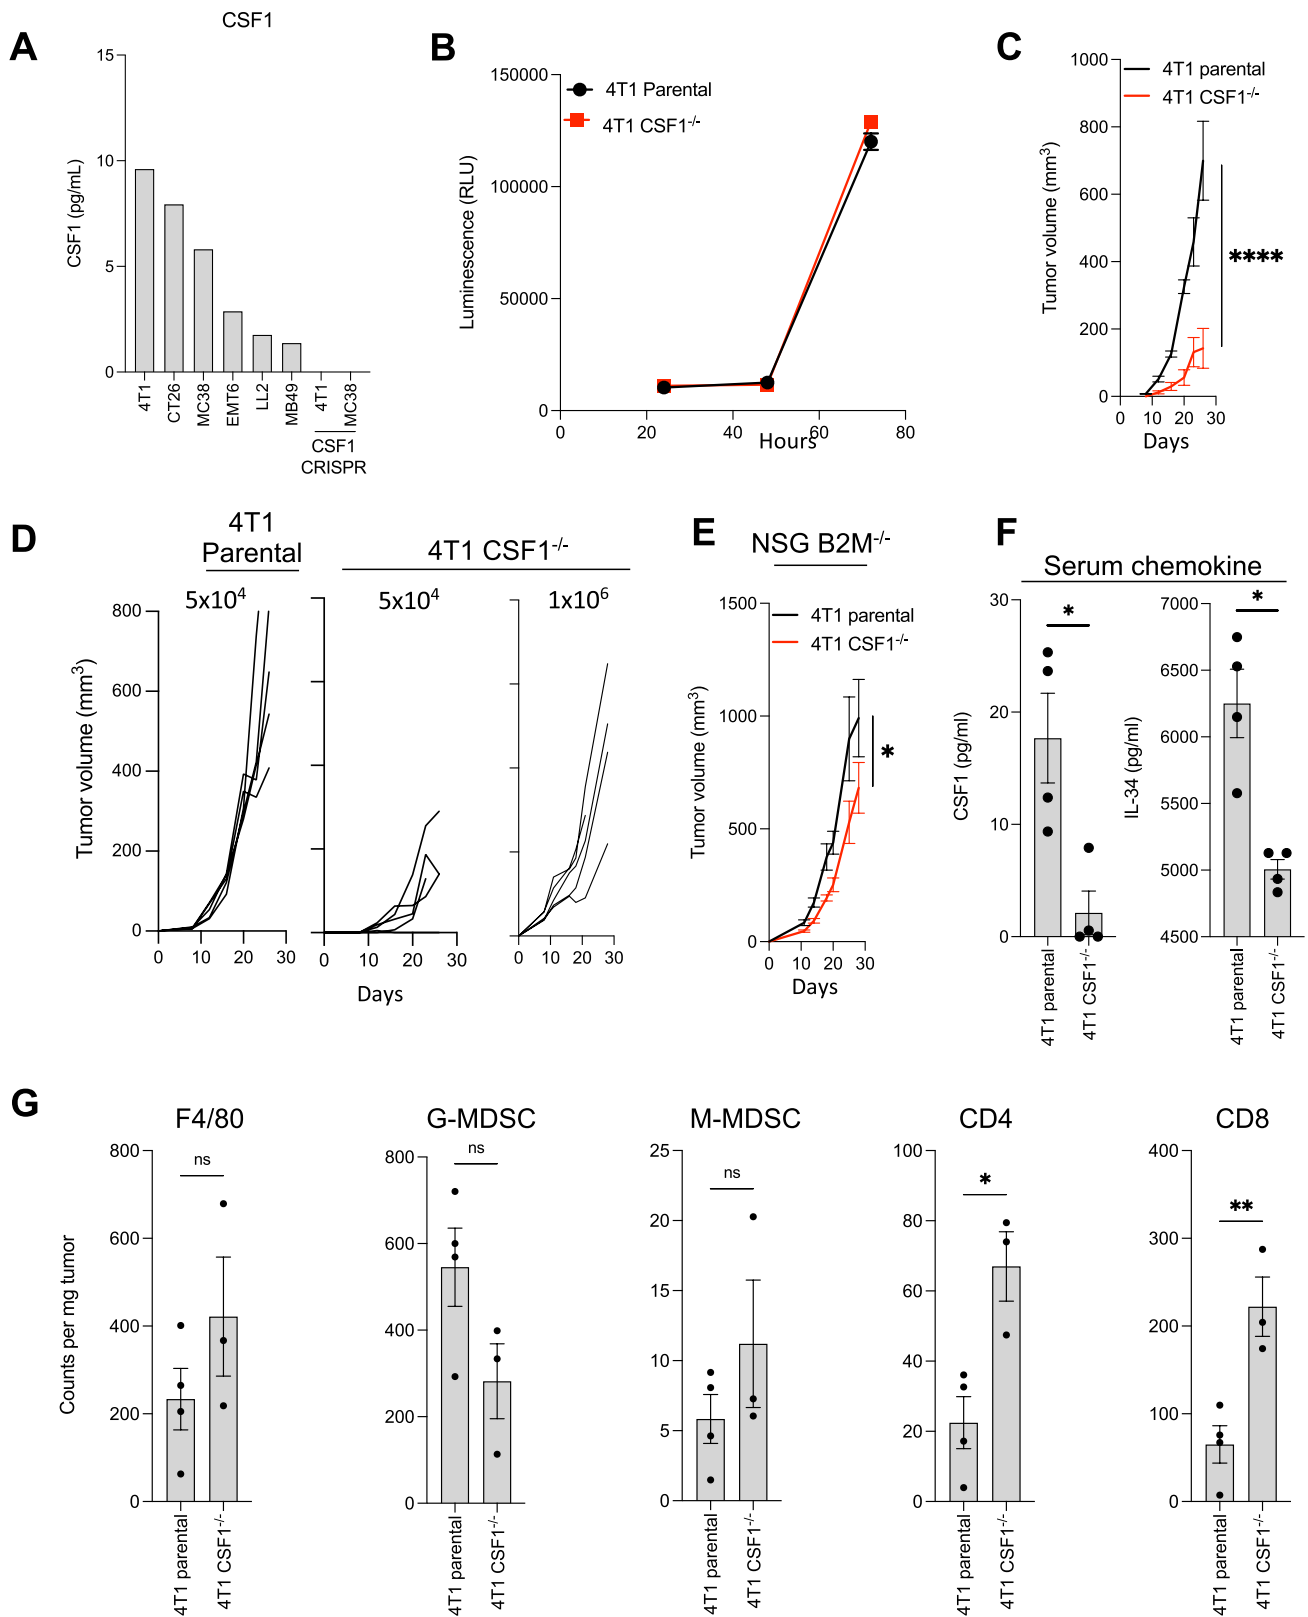 A
CSF1
CSF1 (pg/mL)
15
10
5
0
4T1
CT26
MC38
EMT6
LL2
MB49
4T1
MC38
CSF1
CRISPR
B
Luminescence (RLU)
150000
100000
50000
0
0
20
40
60
80
Hours
4T1 Parental
4T1 CSF1-/-
C
Tumor volume (mm3)
1000
800
600
400
200
0
0
10
20
30
Days
4T1 parental
4T1 CSF1-/-
****
D
4T1
Parental
4T1 CSF1-/-
5x10⁴
5x10⁴
1x10⁶
Tumor volume (mm3)
800
600
400
200
0
0
10
20
30
0
10
20
30
0
10
20
30
Days
E
NSG B2M-/-
Tumor volume (mm3)
1500
1000
500
0
0
10
20
30
Days
4T1 parental
4T1 CSF1-/-
*
F
Serum chemokine
CSF1 (pg/ml)
30
20
10
0
*
4T1 parental
4T1 CSF1-/-
IL-34 (pg/ml)
7000
6500
6000
5500
5000
4500
*
4T1 parental
4T1 CSF1-/-
G
Counts per mg tumor
F4/80
800
600
400
200
0
ns
4T1 parental
4T1 CSF1-/-
G-MDSC
800
600
400
200
0
ns
4T1 parental
4T1 CSF1-/-
M-MDSC
25
20
15
10
5
0
ns
4T1 parental
4T1 CSF1-/-
CD4
100
80
60
40
20
0
*
4T1 parental
4T1 CSF1-/-
CD8
400
300
200
100
0
**
4T1 parental
4T1 CSF1-/-